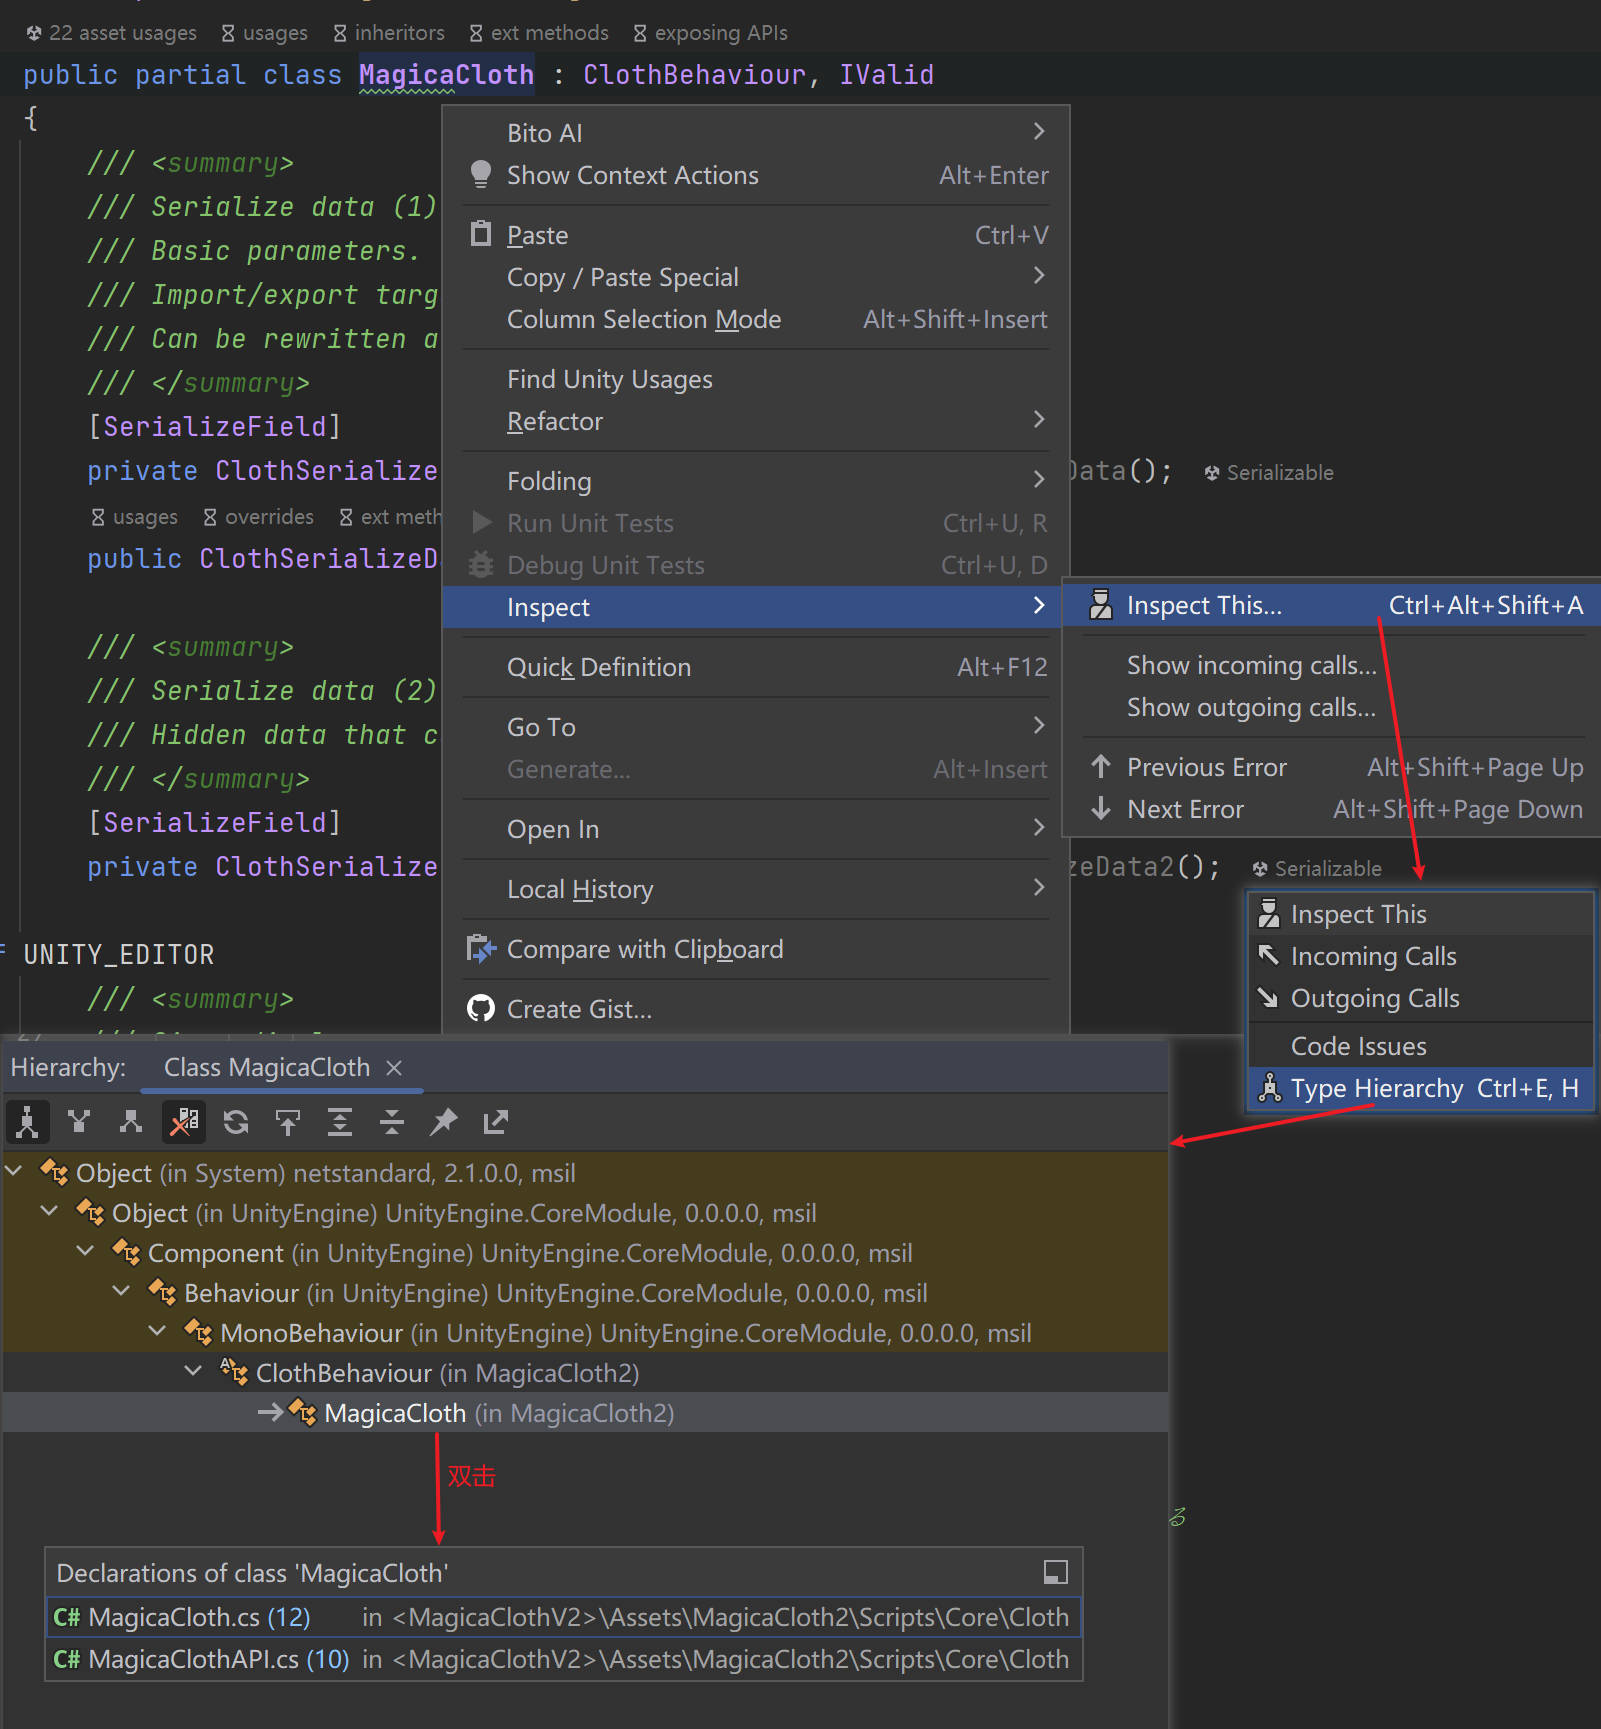 22 asset usages usages inheritors ext methods exposing APIs
public partial class MagicaCloth : ClothBehaviour, IValid
{
/// <summary>
/// Serialize data (1)
/// Basic parameters.
/// Import/export targ
/// Can be rewritten a
/// </summary>
[SerializeField]
private ClothSerialize Data(); Serializable
usages overrides ext meth
public ClothSerializeD
/// <summary>
/// Serialize data (2)
/// Hidden data that c
/// </summary>
[SerializeField]
private ClothSerialize zeData2(); Serializable
UNITY_EDITOR
/// <summary>
Bito AI
Show Context Actions Alt+Enter
Paste Ctrl+V
Copy / Paste Special
Column Selection Mode Alt+Shift+Insert
Find Unity Usages
Refactor
Folding
Run Unit Tests Ctrl+U, R
Debug Unit Tests Ctrl+U, D
Inspect
Quick Definition Alt+F12
Go To
Generate... Alt+Insert
Open In
Local History
Compare with Clipboard
Create Gist...
Inspect This... Ctrl+Alt+Shift+A
Show incoming calls...
Show outgoing calls...
Previous Error Alt+Shift+Page Up
Next Error Alt+Shift+Page Down
Inspect This
Incoming Calls
Outgoing Calls
Code Issues
Type Hierarchy Ctrl+E, H
Hierarchy: Class MagicaCloth
Object (in System) netstandard, 2.1.0.0, msil
Object (in UnityEngine) UnityEngine.CoreModule, 0.0.0.0, msil
Component (in UnityEngine) UnityEngine.CoreModule, 0.0.0.0, msil
Behaviour (in UnityEngine) UnityEngine.CoreModule, 0.0.0.0, msil
MonoBehaviour (in UnityEngine) UnityEngine.CoreModule, 0.0.0.0, msil
ClothBehaviour (in MagicaCloth2)
MagicaCloth (in MagicaCloth2)
双击
る
Declarations of class 'MagicaCloth'
C# MagicaCloth.cs (12) in <MagicaClothV2>\Assets\MagicaCloth2\Scripts\Core\Cloth
C# MagicaClothAPI.cs (10) in <MagicaClothV2>\Assets\MagicaCloth2\Scripts\Core\Cloth